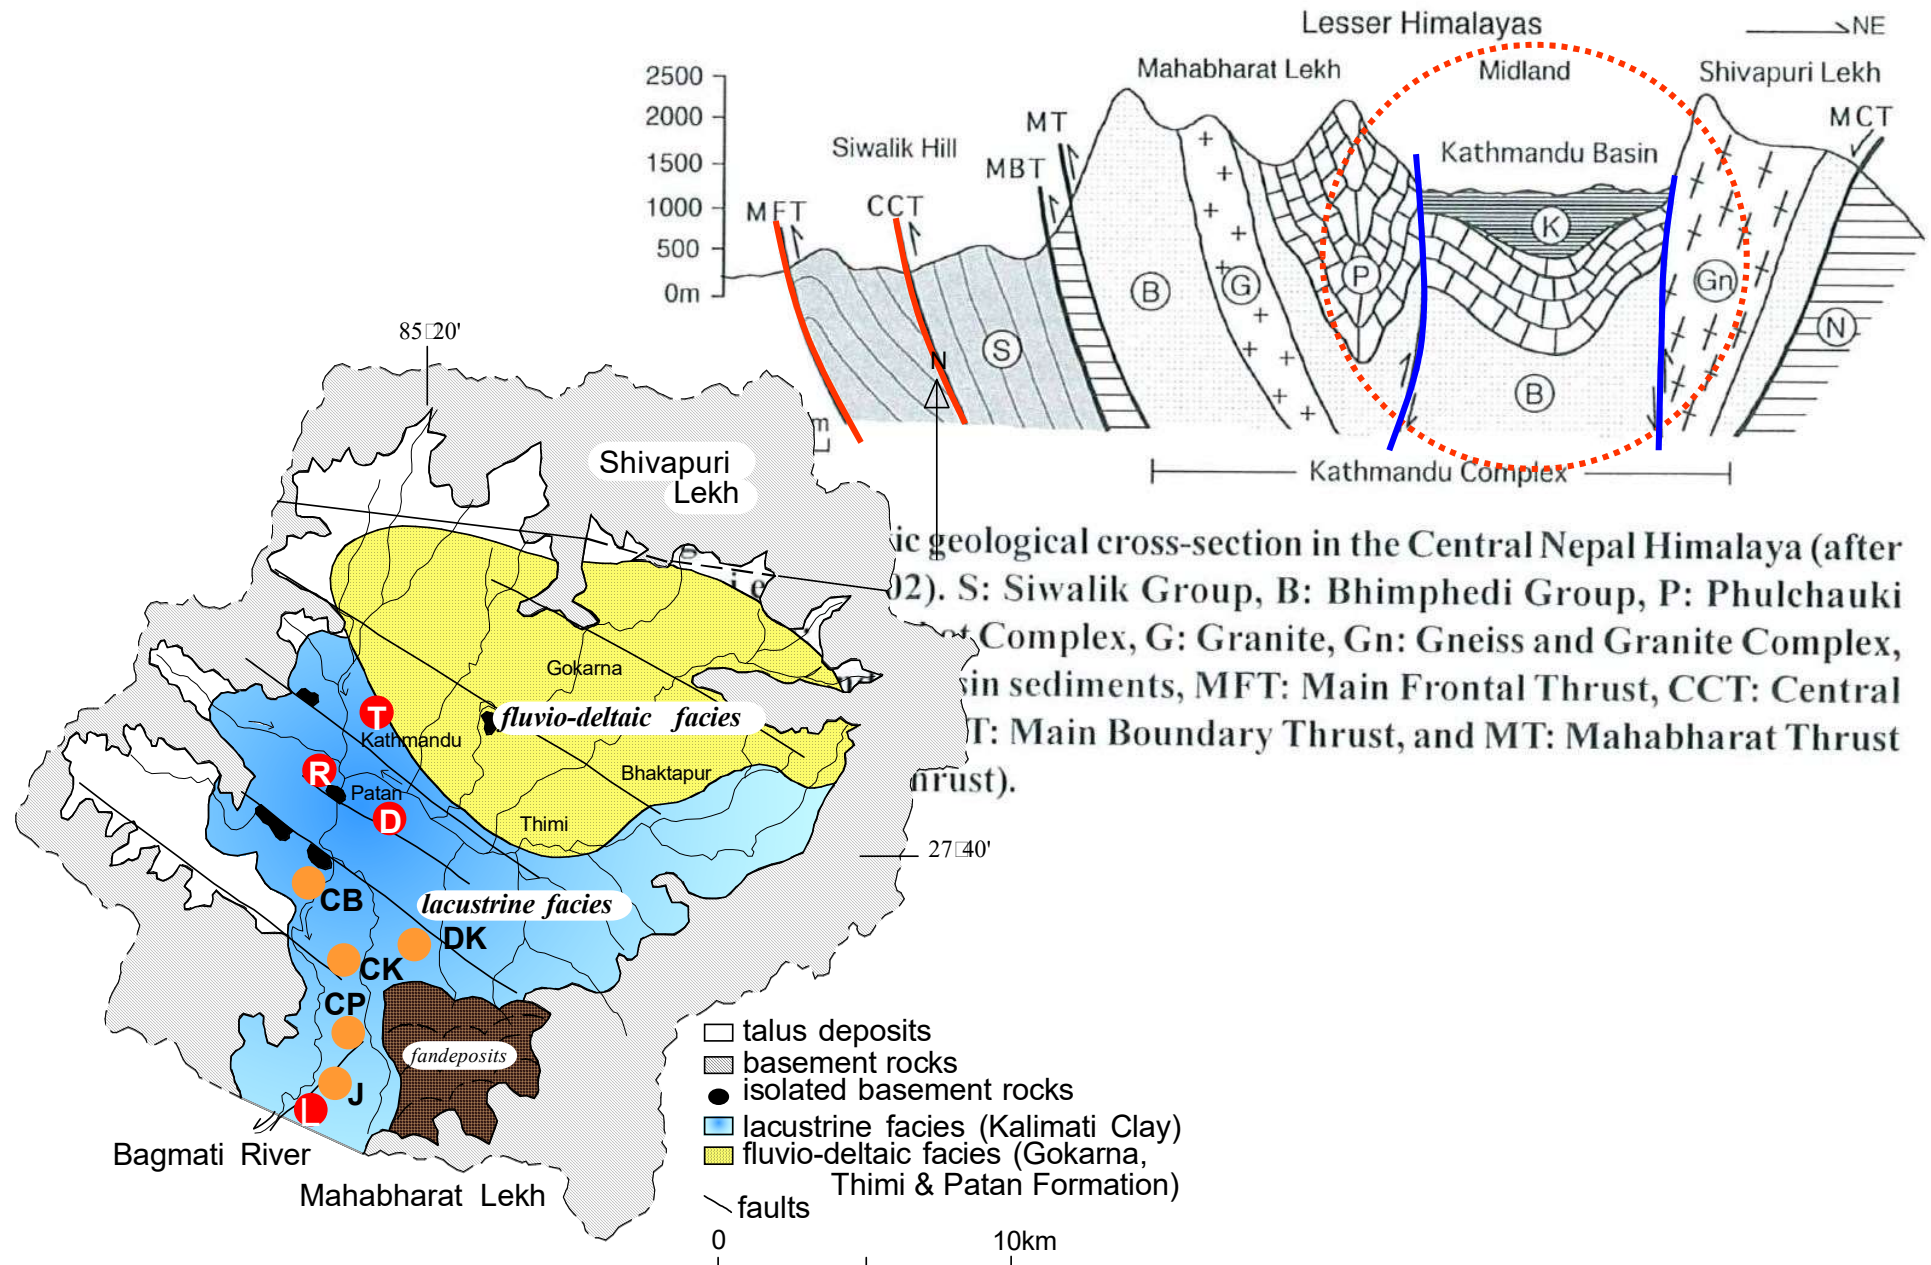 Lesser Himalayas
NE
Mahabharat Lekh
Midland
Shivapuri Lekh
2500
2000
1500
1000
500
0m
Siwalik Hill
MFT
CCT
MBT
MT
MCT
Kathmandu Basin
K
P
G
B
S
Gn
N
B
N
m
Kathmandu Complex
ic geological cross-section in the Central Nepal Himalaya (after
02). S: Siwalik Group, B: Bhimphedi Group, P: Phulchauki
Complex, G: Granite, Gn: Gneiss and Granite Complex,
sin sediments, MFT: Main Frontal Thrust, CCT: Central
T: Main Boundary Thrust, and MT: Mahabharat Thrust
hrust).
85□20'
Shivapuri
Lekh
Gokarna
fluvio-deltaic facies
T
Kathmandu
R
Patan
Bhaktapur
D
Thimi
27□40'
CB
lacustrine facies
DK
CK
CP
fandeposits
J
L
Bagmati River
Mahabharat Lekh
talus deposits
basement rocks
isolated basement rocks
lacustrine facies (Kalimati Clay)
fluvio-deltaic facies (Gokarna,
Thimi & Patan Formation)
faults
0
10km